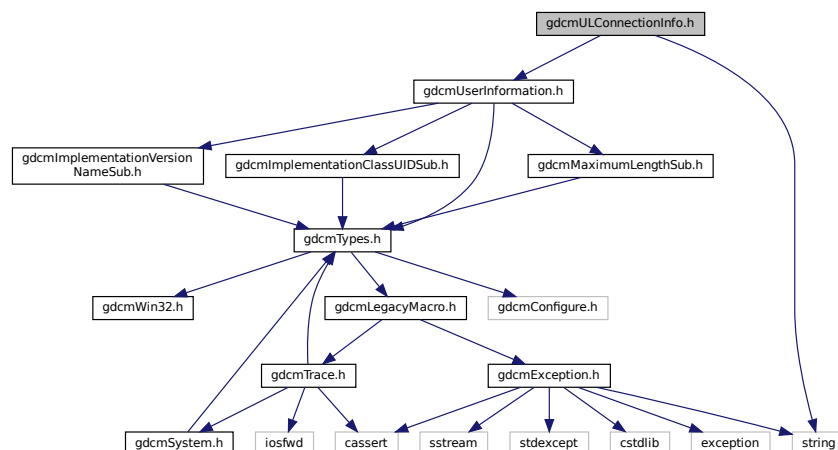 gdcmULConnectionInfo.h
gdcmUserInformation.h
gdcmImplementationVersion
NameSub.h
gdcmImplementationClassUIDSub.h
gdcmMaximumLengthSub.h
gdcmTypes.h
gdcmWin32.h
gdcmLegacyMacro.h
gdcmConfigure.h
gdcmTrace.h
gdcmException.h
gdcmSystem.h
iosfwd
cassert
sstream
stdexcept
cstdlib
exception
string